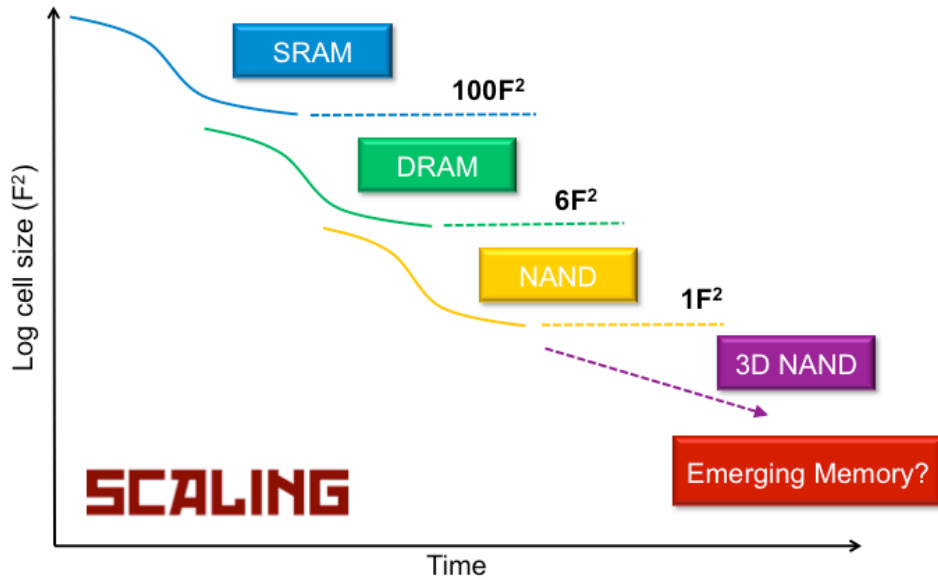 SRAM
100F²
DRAM
6F²
NAND
1F²
3D NAND
Emerging Memory?
SCALING
Log cell size (F²)
Time